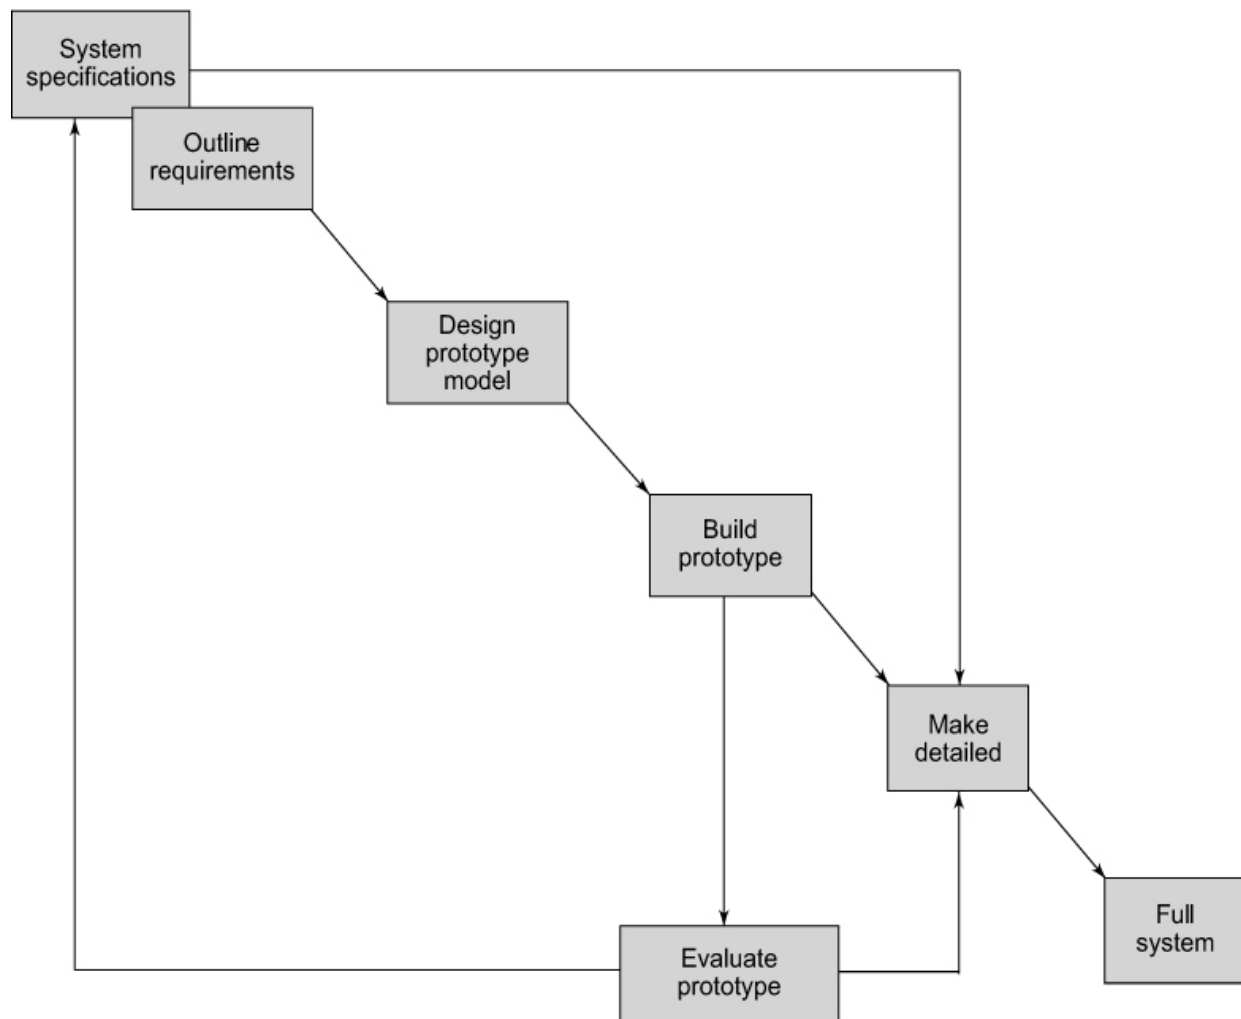 System
specifications
Outline
requirements
Design
prototype
model
Build
prototype
Make
detailed
Full
system
Evaluate
prototype